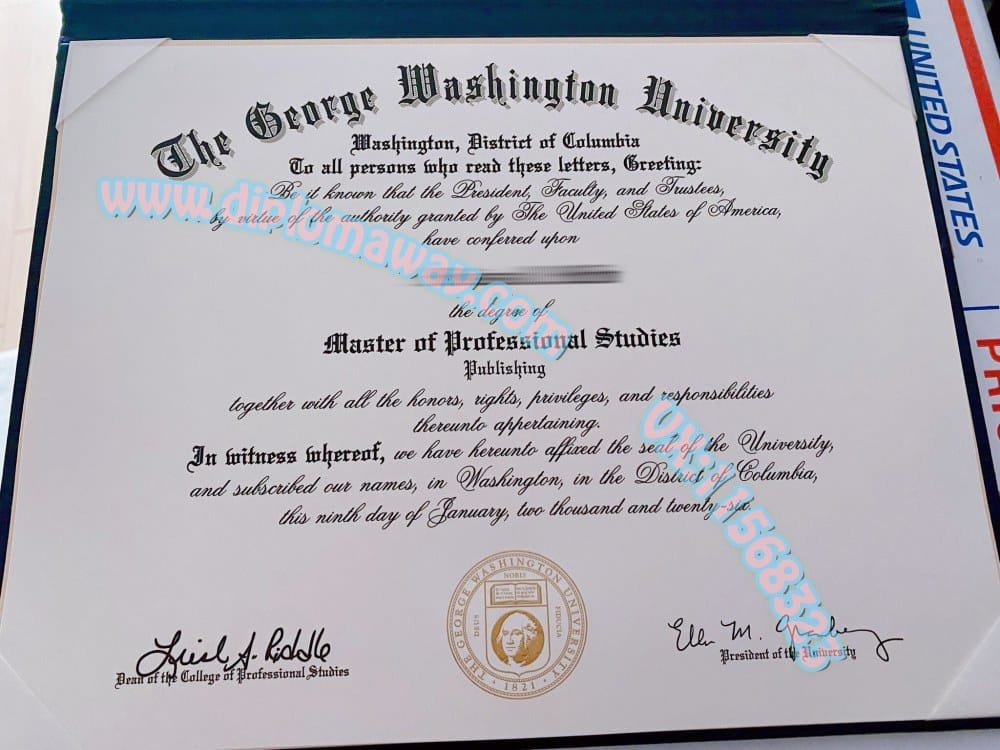 The George Washington University
Washington, District of Columbia
To all persons who read these letters, Greeting:
Be it known that the President, Faculty, and Trustees,
by virtue of the authority granted by The United States of America,
have conferred upon
www.diplomaway.com
the degree of
Master of Professional Studies
Publishing
together with all the honors, rights, privileges, and responsibilities
thereunto appertaining.
In witness whereof, we have hereunto affixed the seal of the University,
and subscribed our names, in Washington, in the District of Columbia,
this ninth day of January, two thousand and twenty-six.
THE GEORGE WASHINGTON UNIVERSITY
DEUS NOBIS FIDUCIA
1821
Dean of the College of Professional Studies
Ellen M.
President of the University
UNITED STATES